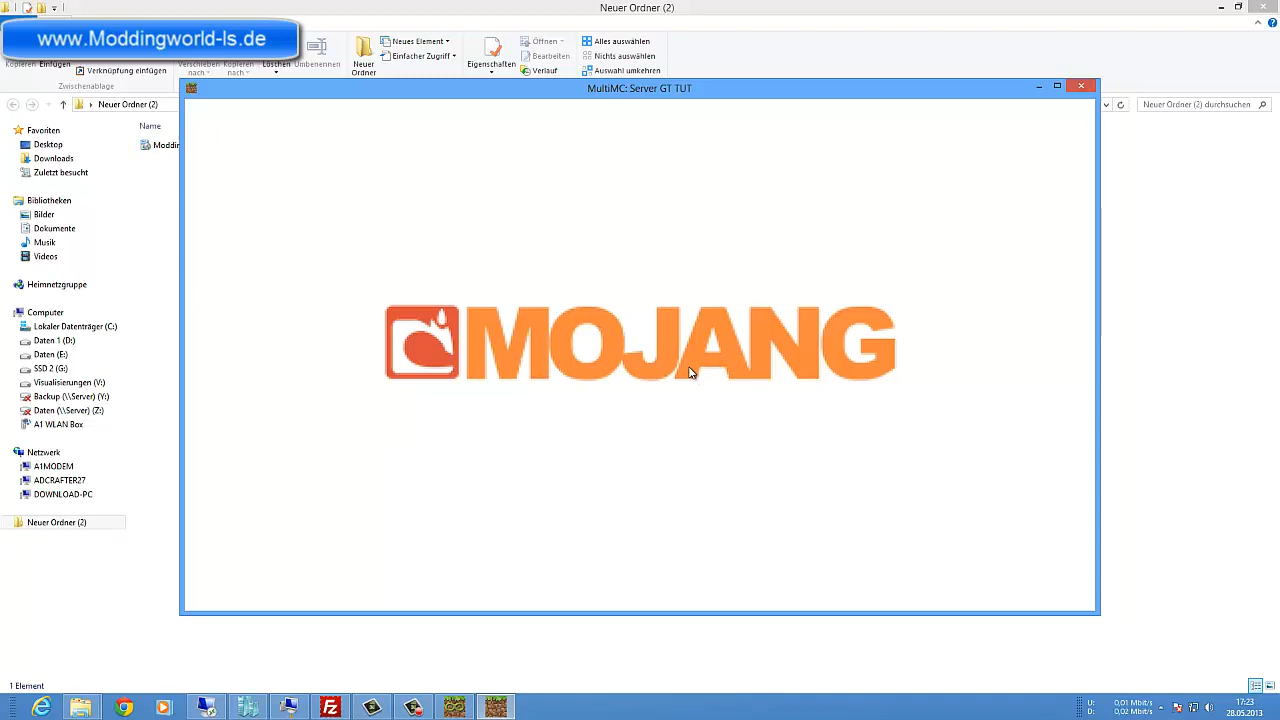 Neuer Ordner (2)
www.Moddingworld-ls.de
Kopieren Einfügen
Verknüpfung einfügen
Verschieben nach
Kopieren nach
Löschen
Umbenennen
Neuer Ordner
Neues Element
Einfacher Zugriff
Eigenschaften
Öffnen
Bearbeiten
Verlauf
Alles auswählen
Nichts auswählen
Auswahl umkehren
Zwischenablage
MultiMC: Server GT TUT
Neuer Ordner (2)
Neuer Ordner (2) durchsuchen
Name
Moddin
Favoriten
Desktop
Downloads
Zuletzt besucht
Bibliotheken
Bilder
Dokumente
Musik
Videos
Heimnetzgruppe
Computer
Lokaler Datenträger (C:)
Daten 1 (D:)
Daten (E:)
SSD 2 (G:)
Visualisierungen (V:)
Backup (\\Server) (Y:)
Daten (\\Server) (Z:)
A1 WLAN Box
Netzwerk
A1MODEM
ADCRAFTER27
DOWNLOAD-PC
Neuer Ordner (2)
MOJANG
1 Element
U: 0,01 Mbit/s
D: 0,02 Mbit/s
17:23
28.05.2013